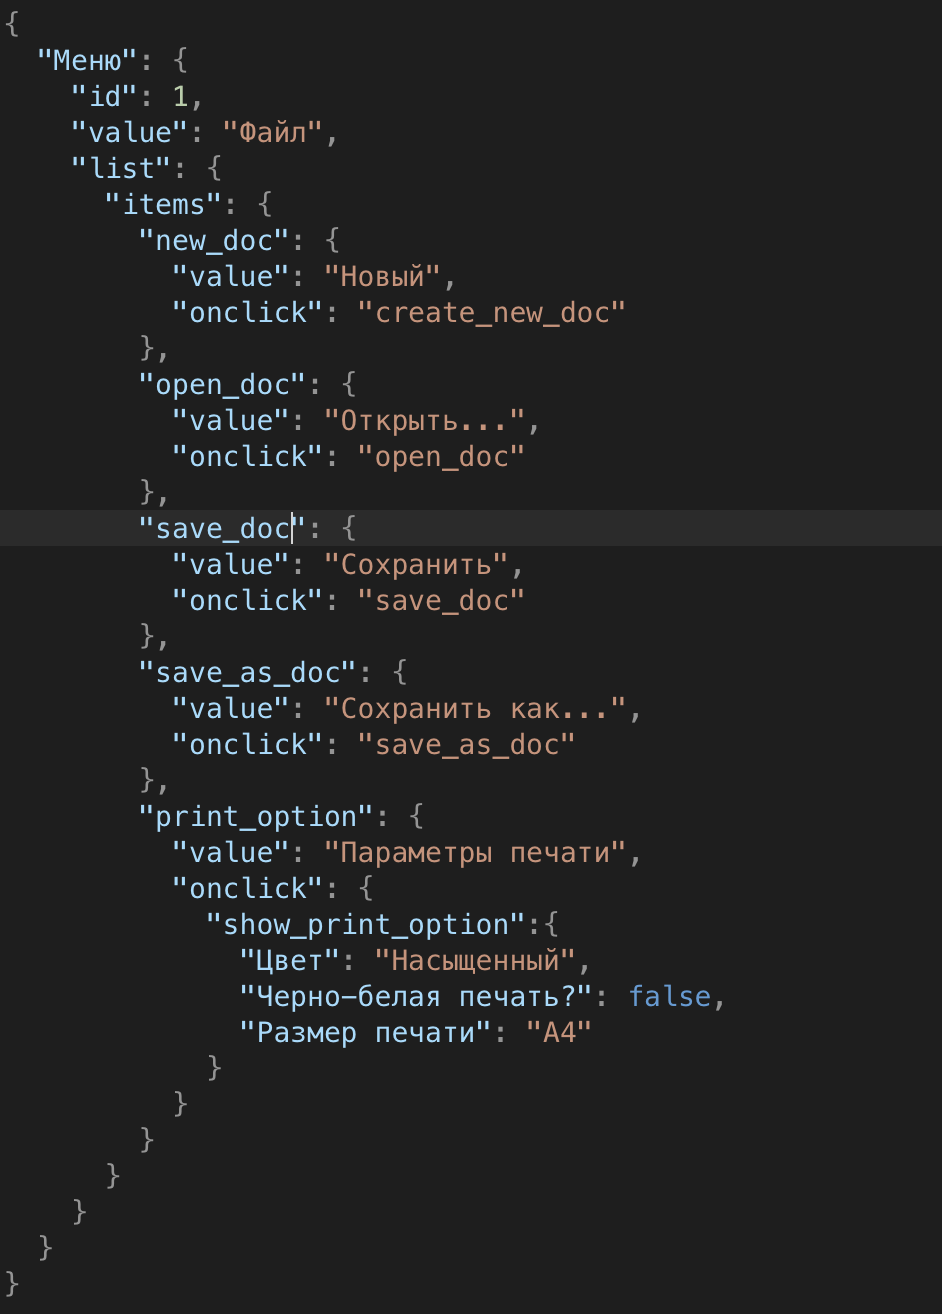 {
  "Меню": {
    "id": 1,
    "value": "Файл",
    "list": {
      "items": {
        "new_doc": {
          "value": "Новый",
          "onclick": "create_new_doc"
        },
        "open_doc": {
          "value": "Открыть...",
          "onclick": "open_doc"
        },
        "save_doc": {
          "value": "Сохранить",
          "onclick": "save_doc"
        },
        "save_as_doc": {
          "value": "Сохранить как...",
          "onclick": "save_as_doc"
        },
        "print_option": {
          "value": "Параметры печати",
          "onclick": {
            "show_print_option":{
              "Цвет": "Насыщенный",
              "Черно-белая печать?": false,
              "Размер печати": "A4"
            }
          }
        }
      }
    }
  }
}